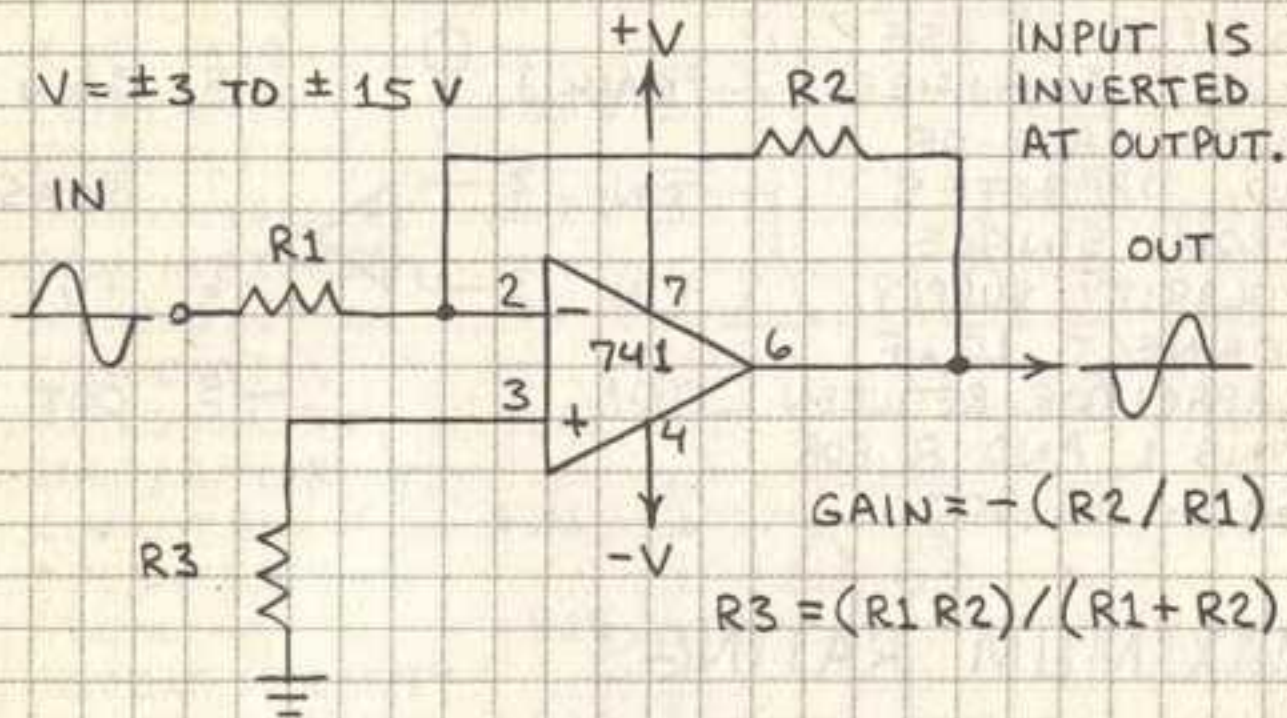 V = ±3 TO ± 15 V
+V
R2
INPUT IS
INVERTED
AT OUTPUT.
IN
R1
OUT
2
-
7
741
6
3
+
4
R3
-V
GAIN = -(R2/R1)
R3 = (R1 R2)/(R1+R2)